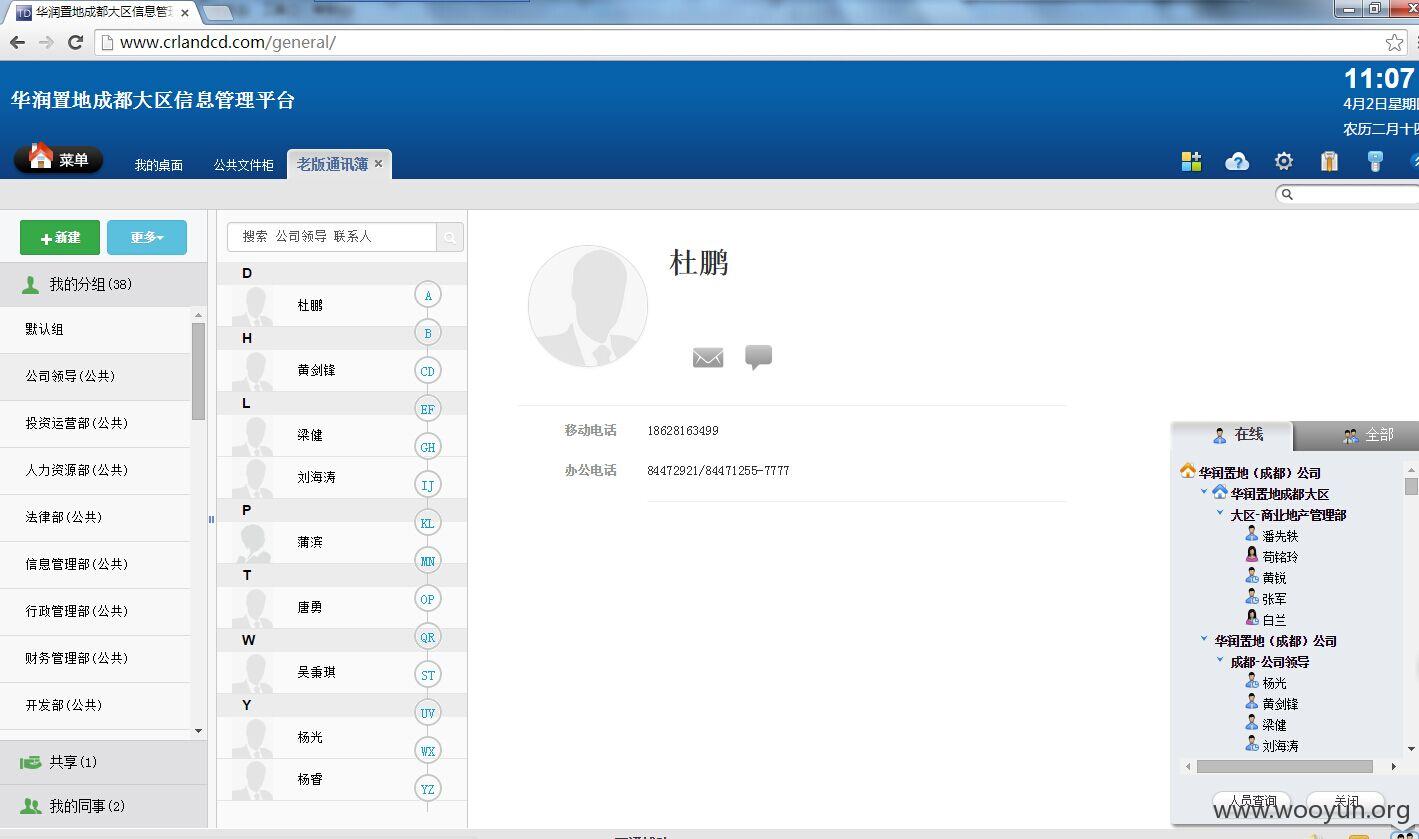 华润置地成都大区信息管
www.crlandcd.com/general/
华润置地成都大区信息管理平台
11:07
4月2日星期
农历二月十四
菜单
我的桌面
公共文件柜
老版通讯簿
新建
更多
搜索 公司领导 联系人
我的分组(38)
默认组
公司领导(公共)
投资运营部(公共)
人力资源部(公共)
法律部(公共)
信息管理部(公共)
行政管理部(公共)
财务管理部(公共)
开发部(公共)
共享(1)
我的同事(2)
D
杜鹏
H
黄剑锋
L
梁健
刘海涛
P
蒲滨
T
唐勇
W
吴秉琪
Y
杨光
杨睿
A
B
CD
EF
GH
IJ
KL
MN
OP
QR
ST
UV
WX
YZ
杜鹏
移动电话 18628163499
办公电话 84472921/84471255-7777
在线
全部
华润置地（成都）公司
华润置地成都大区
大区-商业地产管理部
潘先轶
苟铭玲
黄锐
张军
白兰
华润置地（成都）公司
成都-公司领导
杨光
黄剑锋
梁健
刘海涛
人员查询
关闭
www.wooyun.org